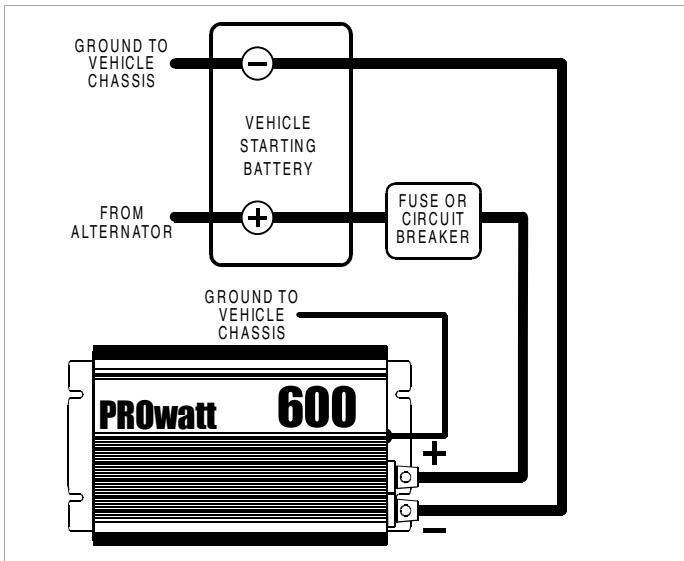 GROUND TO
VEHICLE
CHASSIS
−
VEHICLE
STARTING
BATTERY
FROM
ALTERNATOR
+
FUSE OR
CIRCUIT
BREAKER
GROUND TO
VEHICLE
CHASSIS
PROwatt 600
+
−